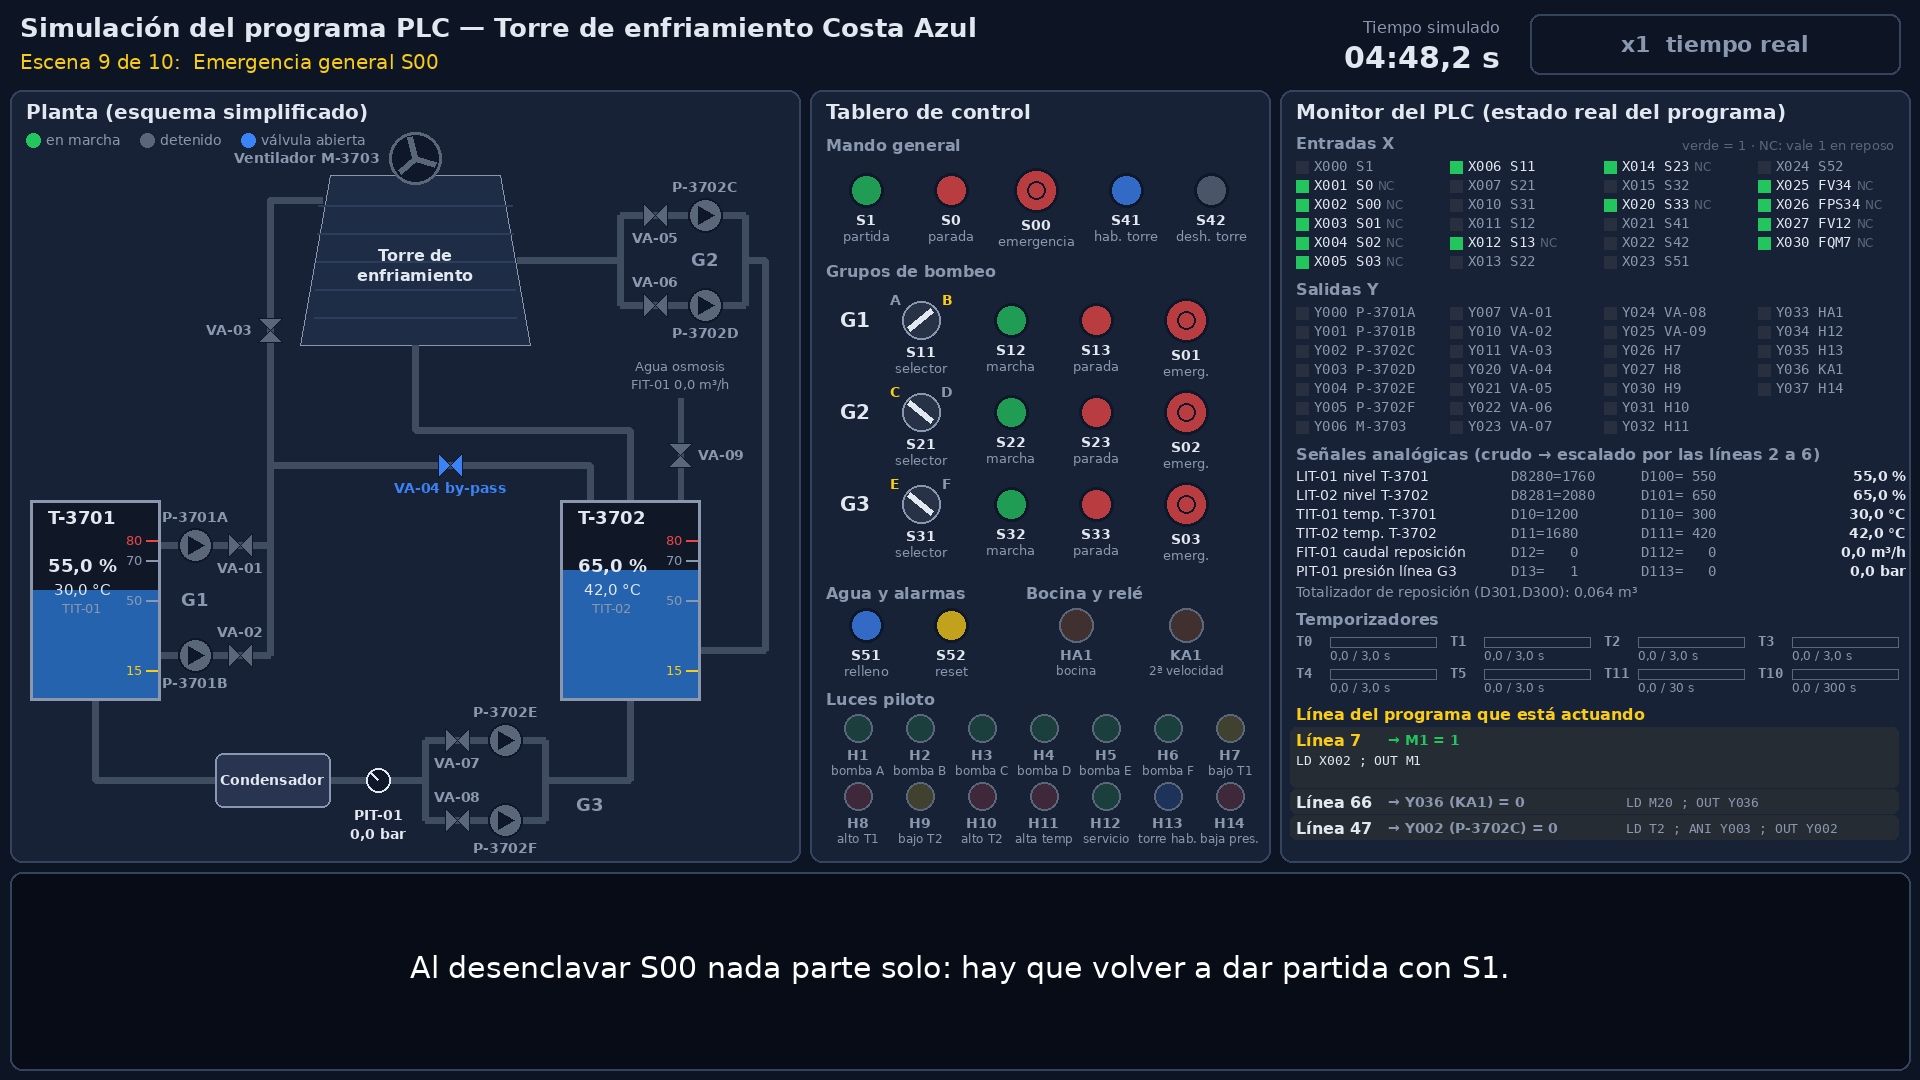 Simulación del programa PLC — Torre de enfriamiento Costa Azul
Escena 9 de 10:  Emergencia general S00
Tiempo simulado
04:48,2 s
x1  tiempo real
Planta (esquema simplificado)
en marcha
detenido
válvula abierta
Ventilador M-3703
Torre de
enfriamiento
VA-03
P-3702C
VA-05
G2
VA-06
P-3702D
Agua osmosis
FIT-01 0,0 m³/h
VA-09
VA-04 by-pass
T-3701
80
70
55,0 %
30,0 °C
TIT-01
50
15
P-3701A
VA-01
G1
VA-02
P-3701B
T-3702
80
70
65,0 %
42,0 °C
TIT-02
50
15
P-3702E
VA-07
VA-08
P-3702F
G3
Condensador
PIT-01
0,0 bar
Tablero de control
Mando general
S1
partida
S0
parada
S00
emergencia
S41
hab. torre
S42
desh. torre
Grupos de bombeo
G1
A
B
S11
selector
S12
marcha
S13
parada
S01
emerg.
G2
C
D
S21
selector
S22
marcha
S23
parada
S02
emerg.
G3
E
F
S31
selector
S32
marcha
S33
parada
S03
emerg.
Agua y alarmas
S51
relleno
S52
reset
Bocina y relé
HA1
bocina
KA1
2ª velocidad
Luces piloto
H1
bomba A
H2
bomba B
H3
bomba C
H4
bomba D
H5
bomba E
H6
bomba F
H7
bajo T1
H8
alto T1
H9
bajo T2
H10
alto T2
H11
alta temp
H12
servicio
H13
torre hab.
H14
baja pres.
Monitor del PLC (estado real del programa)
Entradas X
verde = 1 · NC: vale 1 en reposo
X000 S1
X001 S0 NC
X002 S00 NC
X003 S01 NC
X004 S02 NC
X005 S03 NC
X006 S11
X007 S21
X010 S31
X011 S12
X012 S13 NC
X013 S22
X014 S23 NC
X015 S32
X020 S33 NC
X021 S41
X022 S42
X023 S51
X024 S52
X025 FV34 NC
X026 FPS34 NC
X027 FV12 NC
X030 FQM7 NC
Salidas Y
Y000 P-3701A
Y001 P-3701B
Y002 P-3702C
Y003 P-3702D
Y004 P-3702E
Y005 P-3702F
Y006 M-3703
Y007 VA-01
Y010 VA-02
Y011 VA-03
Y020 VA-04
Y021 VA-05
Y022 VA-06
Y023 VA-07
Y024 VA-08
Y025 VA-09
Y026 H7
Y027 H8
Y030 H9
Y031 H10
Y032 H11
Y033 HA1
Y034 H12
Y035 H13
Y036 KA1
Y037 H14
Señales analógicas (crudo → escalado por las líneas 2 a 6)
LIT-01 nivel T-3701 D8280=1760 D100= 550 55,0 %
LIT-02 nivel T-3702 D8281=2080 D101= 650 65,0 %
TIT-01 temp. T-3701 D10=1200 D110= 300 30,0 °C
TIT-02 temp. T-3702 D11=1680 D111= 420 42,0 °C
FIT-01 caudal reposición D12=   0 D112=   0 0,0 m³/h
PIT-01 presión línea G3 D13=   1 D113=   0 0,0 bar
Totalizador de reposición (D301,D300): 0,064 m³
Temporizadores
T0
0,0 / 3,0 s
T1
0,0 / 3,0 s
T2
0,0 / 3,0 s
T3
0,0 / 3,0 s
T4
0,0 / 3,0 s
T5
0,0 / 3,0 s
T11
0,0 / 30 s
T10
0,0 / 300 s
Línea del programa que está actuando
Línea 7 → M1 = 1
LD X002 ; OUT M1
Línea 66 → Y036 (KA1) = 0 LD M20 ; OUT Y036
Línea 47 → Y002 (P-3702C) = 0 LD T2 ; ANI Y003 ; OUT Y002
Al desenclavar S00 nada parte solo: hay que volver a dar partida con S1.